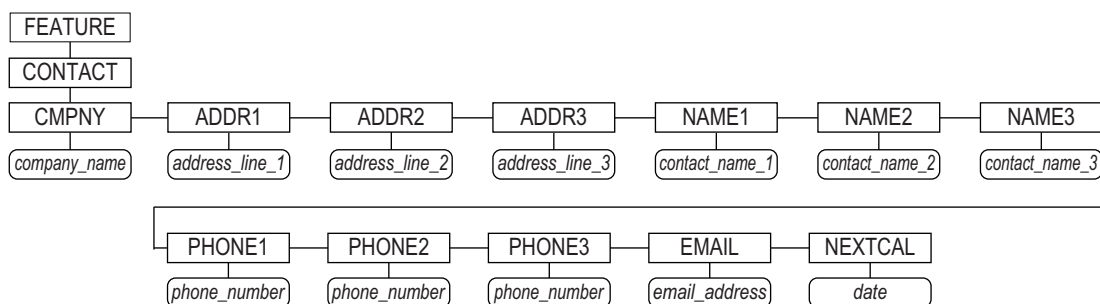 FEATURE
CONTACT
CMPNY ADDR1 ADDR2 ADDR3 NAME1 NAME2 NAME3
company_name address_line_1 address_line_2 address_line_3 contact_name_1 contact_name_2 contact_name_3
PHONE1 PHONE2 PHONE3 EMAIL NEXTCAL
phone_number phone_number phone_number email_address date